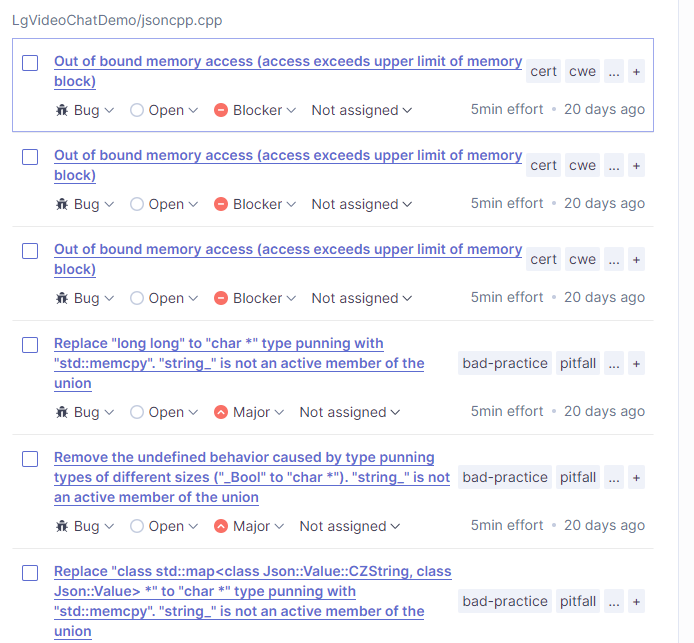 LgVideoChatDemo/jsoncpp.cpp
Out of bound memory access (access exceeds upper limit of memory
block)
cert cwe ... +
Bug Open Blocker Not assigned 5min effort • 20 days ago
Out of bound memory access (access exceeds upper limit of memory
block)
cert cwe ... +
Bug Open Blocker Not assigned 5min effort • 20 days ago
Out of bound memory access (access exceeds upper limit of memory
block)
cert cwe ... +
Bug Open Blocker Not assigned 5min effort • 20 days ago
Replace "long long" to "char *" type punning with
"std::memcpy". "string_" is not an active member of the
union
bad-practice pitfall ... +
Bug Open Major Not assigned 5min effort • 20 days ago
Remove the undefined behavior caused by type punning
types of different sizes ("_Bool" to "char *"). "string_" is not
an active member of the union
bad-practice pitfall ... +
Bug Open Major Not assigned 5min effort • 20 days ago
Replace "class std::map<class Json::Value::CZString, class
Json::Value> *" to "char *" type punning with
"std::memcpy". "string_" is not an active member of the
union
bad-practice pitfall ... +